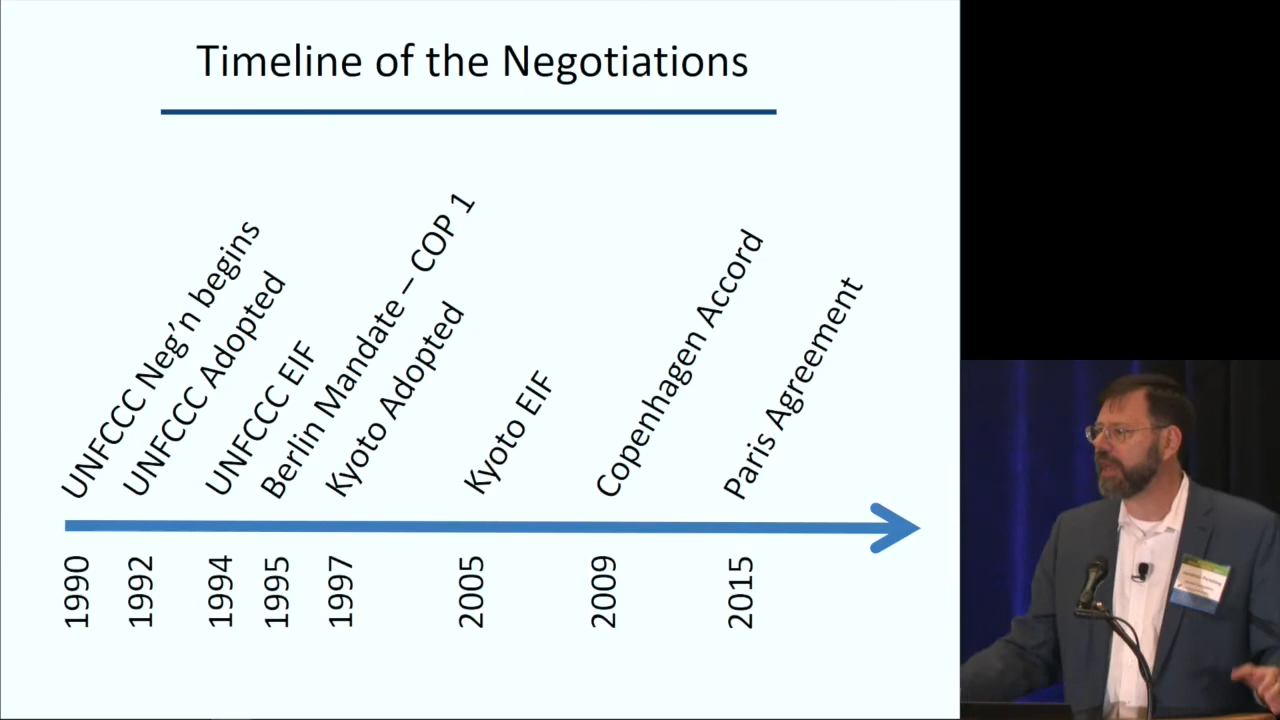 Timeline of the Negotiations
UNFCCC Neg’n begins
UNFCCC Adopted
UNFCCC EIF
Berlin Mandate – COP 1
Kyoto Adopted
Kyoto EIF
Copenhagen Accord
Paris Agreement
1990
1992
1994
1995
1997
2005
2009
2015